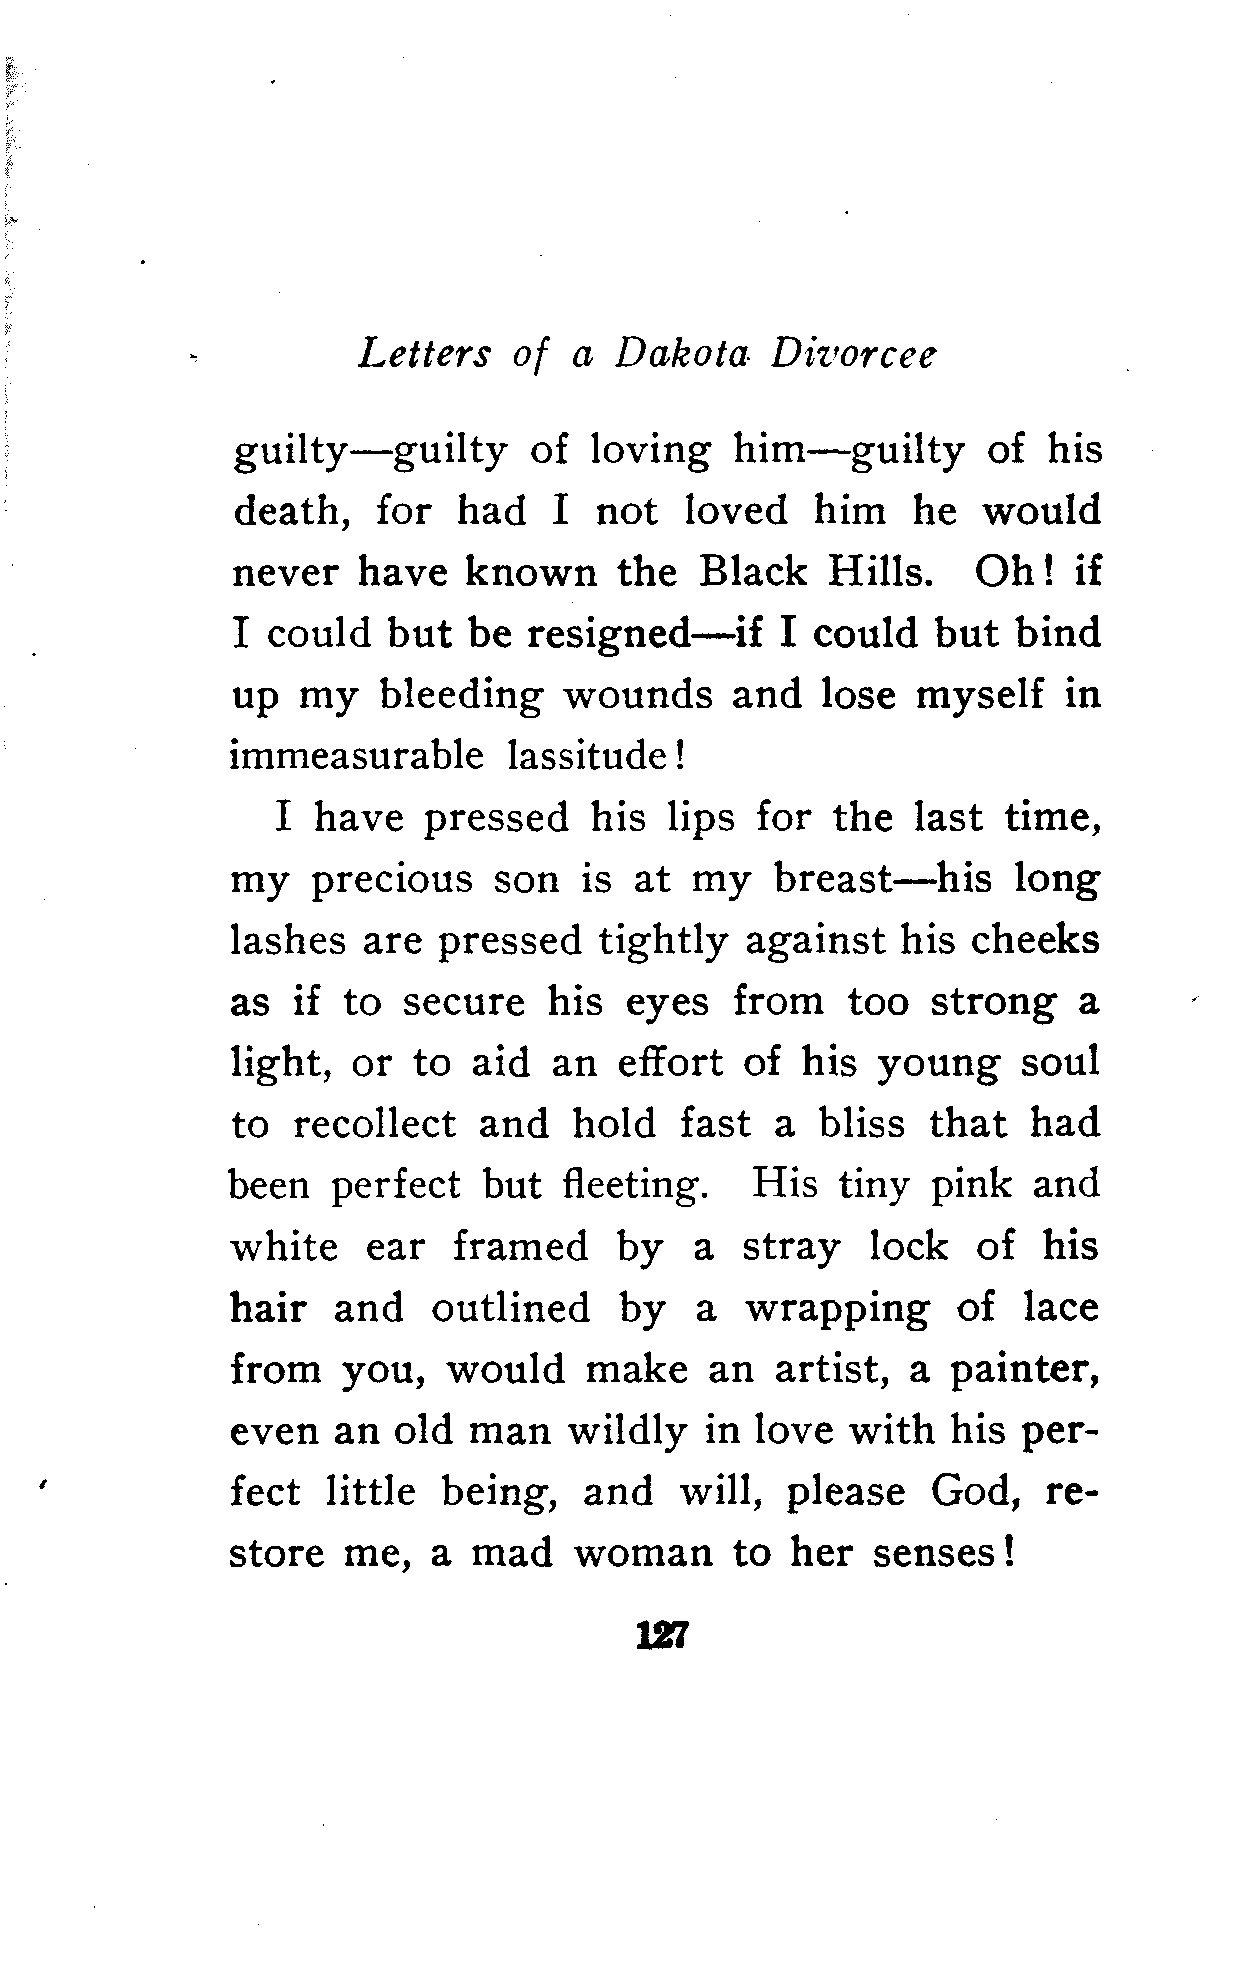 Letters of a Dakota Divorcee
guilty—guilty of loving him—guilty of his
death, for had I not loved him he would
never have known the Black Hills. Oh! if
I could but be resigned—if I could but bind
up my bleeding wounds and lose myself in
immeasurable lassitude!
I have pressed his lips for the last time,
my precious son is at my breast—his long
lashes are pressed tightly against his cheeks
as if to secure his eyes from too strong a
light, or to aid an effort of his young soul
to recollect and hold fast a bliss that had
been perfect but fleeting. His tiny pink and
white ear framed by a stray lock of his
hair and outlined by a wrapping of lace
from you, would make an artist, a painter,
even an old man wildly in love with his per-
fect little being, and will, please God, re-
store me, a mad woman to her senses!
127